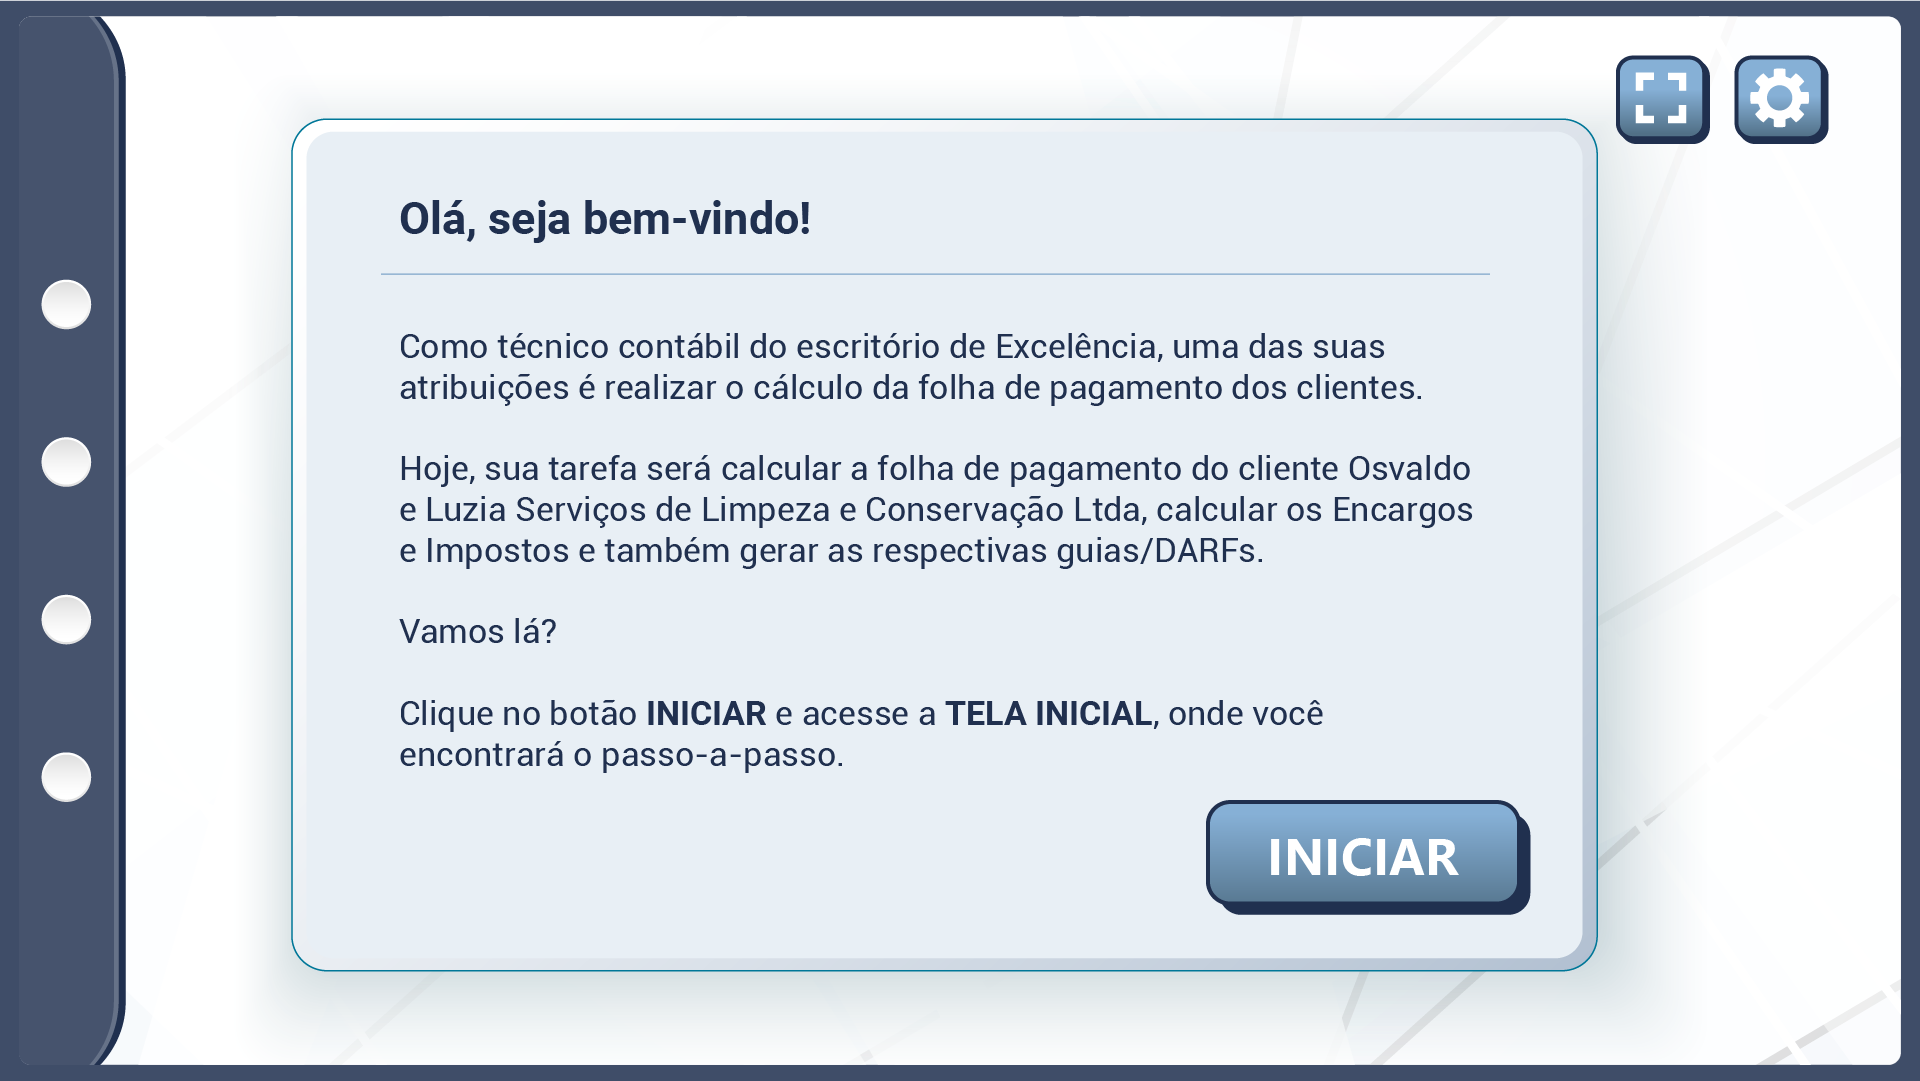 Olá, seja bem-vindo!
Como técnico contábil do escritório de Excelência, uma das suas
atribuições é realizar o cálculo da folha de pagamento dos clientes.
Hoje, sua tarefa será calcular a folha de pagamento do cliente Osvaldo
e Luzia Serviços de Limpeza e Conservação Ltda, calcular os Encargos
e Impostos e também gerar as respectivas guias/DARFs.
Vamos lá?
Clique no botão INICIAR e acesse a TELA INICIAL, onde você
encontrará o passo-a-passo.
INICIAR